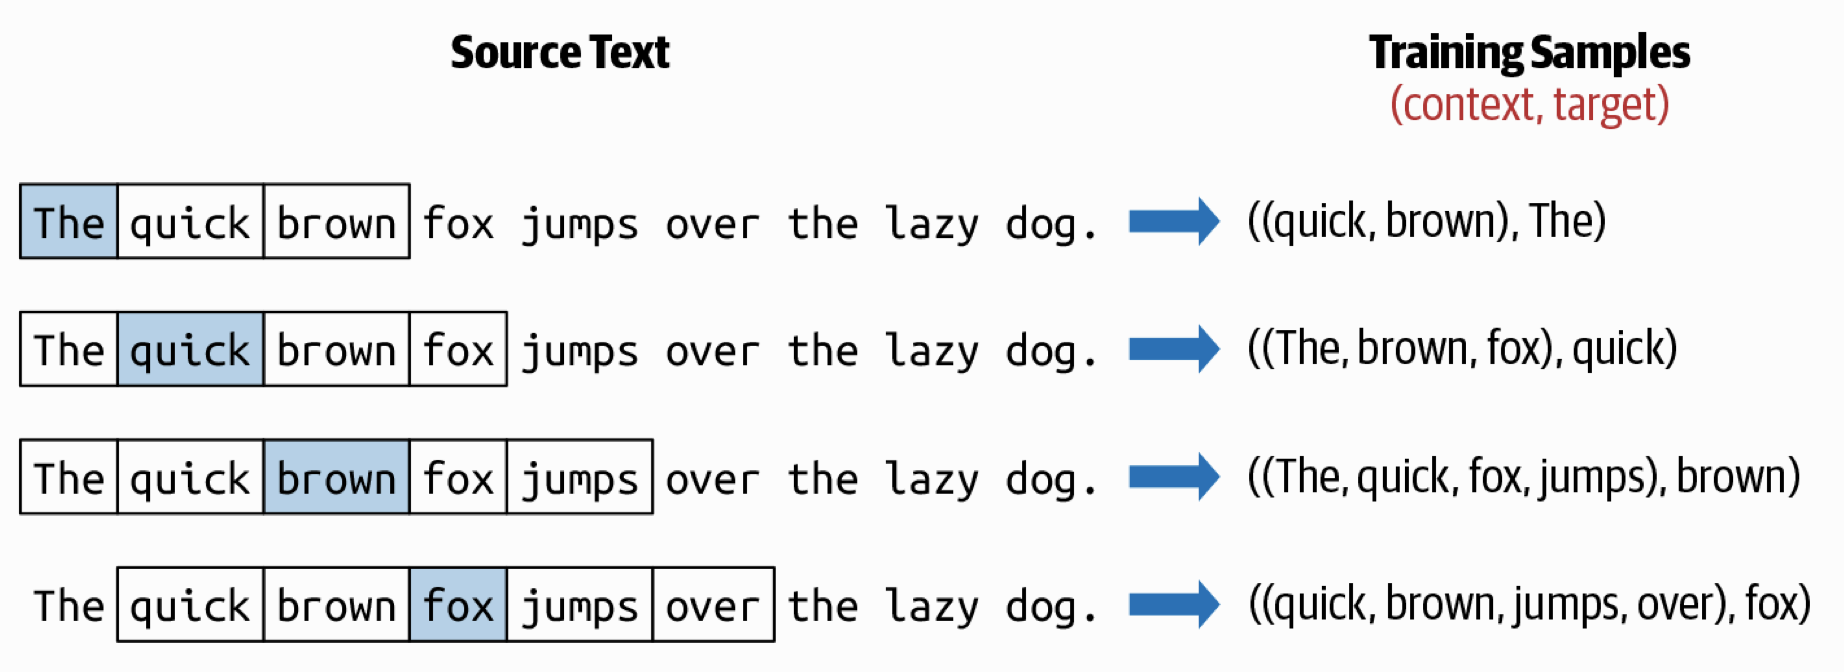 Source Text
Training Samples
(context, target)
The quick brown fox jumps over the lazy dog.
((quick, brown), The)
The quick brown fox jumps over the lazy dog.
((The, brown, fox), quick)
The quick brown fox jumps over the lazy dog.
((The, quick, fox, jumps), brown)
The quick brown fox jumps over the lazy dog.
((quick, brown, jumps, over), fox)